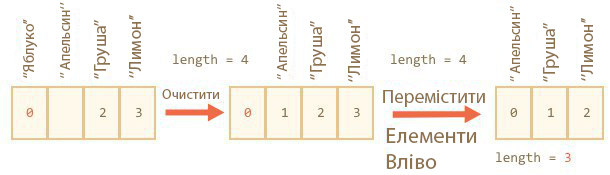 "Яблуко"
"Апельсин"
"Груша"
"Лимон"
0 2 3
length = 4
Очистити
"Апельсин"
"Груша"
"Лимон"
0 1 2 3
length = 4
Перемістити
Елементи
Вліво
"Апельсин"
"Груша"
"Лимон"
0 1 2
length = 3